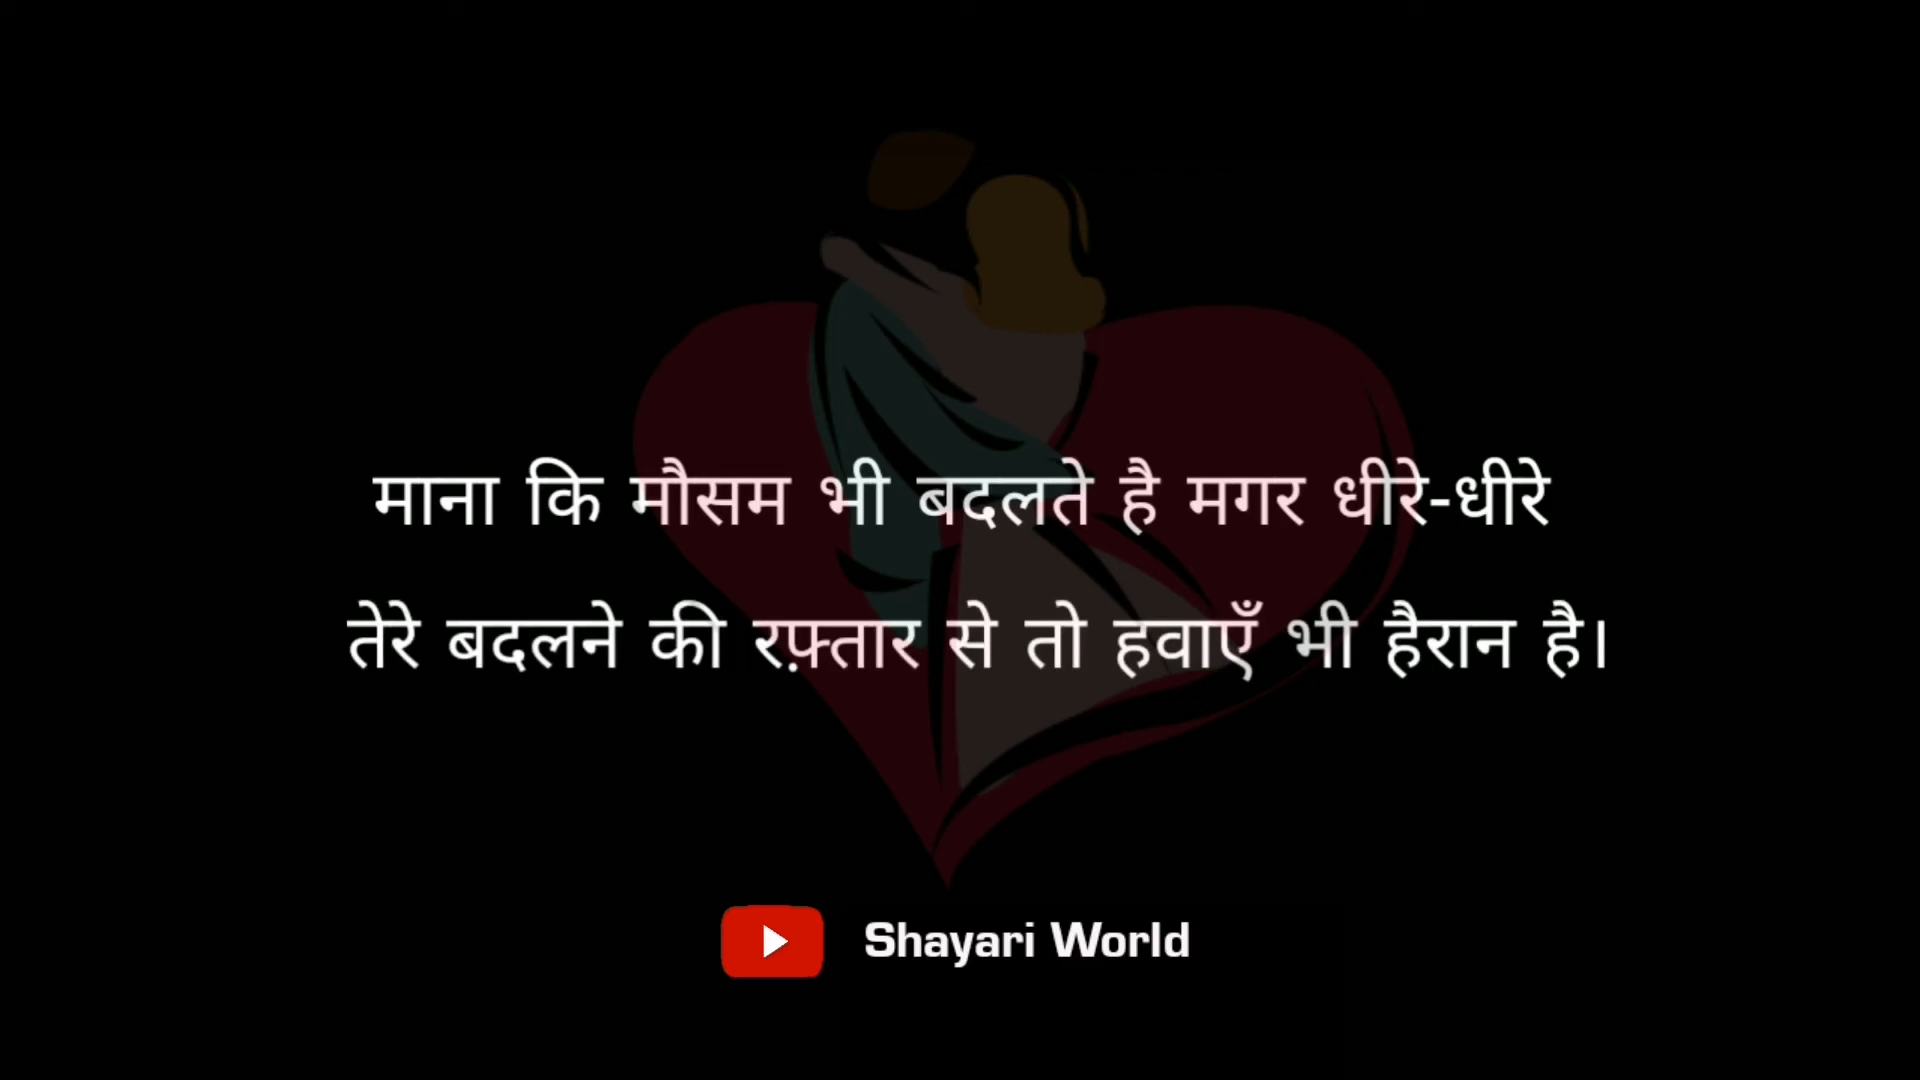 माना कि मौसम भी बदलते है मगर धीरे-धीरे
तेरे बदलने की रफ़्तार से तो हवाएँ भी हैरान है।
Shayari World